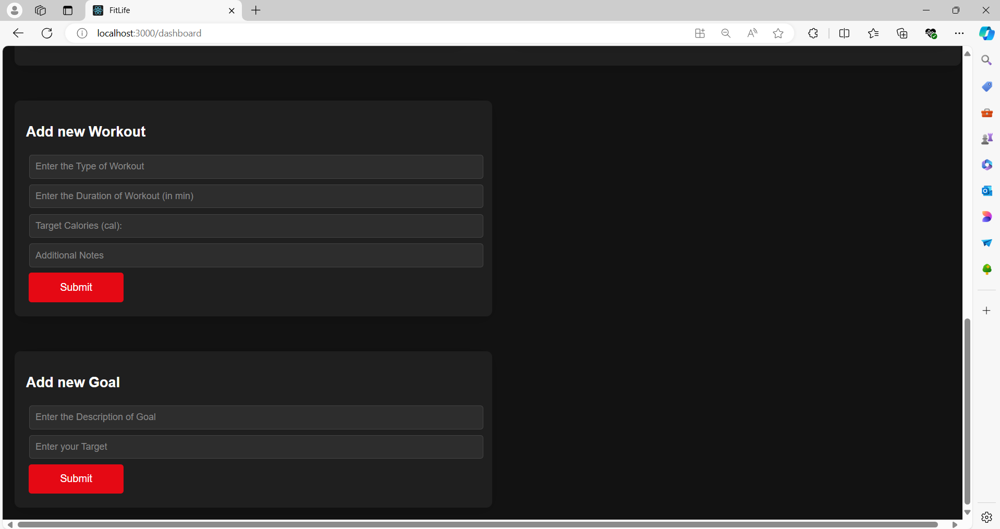 FitLife
localhost:3000/dashboard
Add new Workout
Enter the Type of Workout
Enter the Duration of Workout (in min)
Target Calories (cal):
Additional Notes
Submit
Add new Goal
Enter the Description of Goal
Enter your Target
Submit